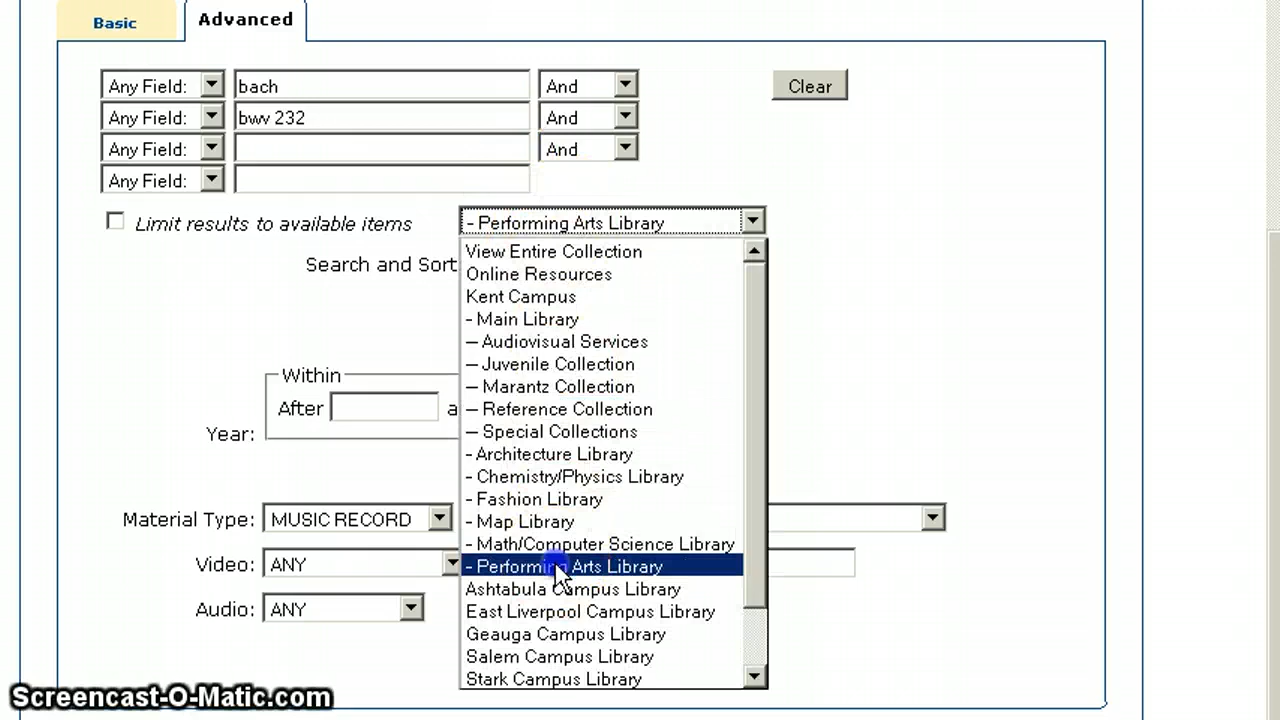 Basic
Advanced
Any Field: bach And Clear
Any Field: bwv 232 And
Any Field: And
Any Field:
Limit results to available items - Performing Arts Library
View Entire Collection
Search and Sort
Online Resources
Kent Campus
- Main Library
-- Audiovisual Services
-- Juvenile Collection
Within
-- Marantz Collection
After a
-- Reference Collection
Year:
-- Special Collections
- Architecture Library
- Chemistry/Physics Library
- Fashion Library
Material Type: MUSIC RECORD
- Map Library
- Math/Computer Science Library
Video: ANY
- Performing Arts Library
Ashtabula Campus Library
Audio: ANY
East Liverpool Campus Library
Geauga Campus Library
Salem Campus Library
Stark Campus Library
Screencast-O-Matic.com